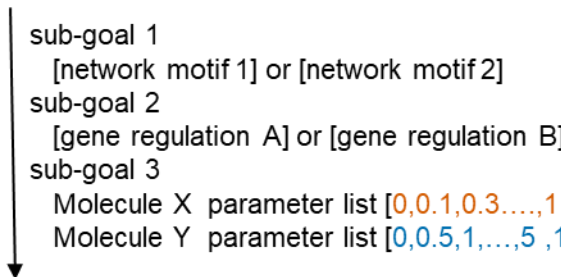 sub-goal 1
[network motif 1] or [network motif 2]
sub-goal 2
[gene regulation A] or [gene regulation B]
sub-goal 3
Molecule X parameter list [0,0.1,0.3....,1
Molecule Y parameter list [0,0.5,1,...,5 ,1